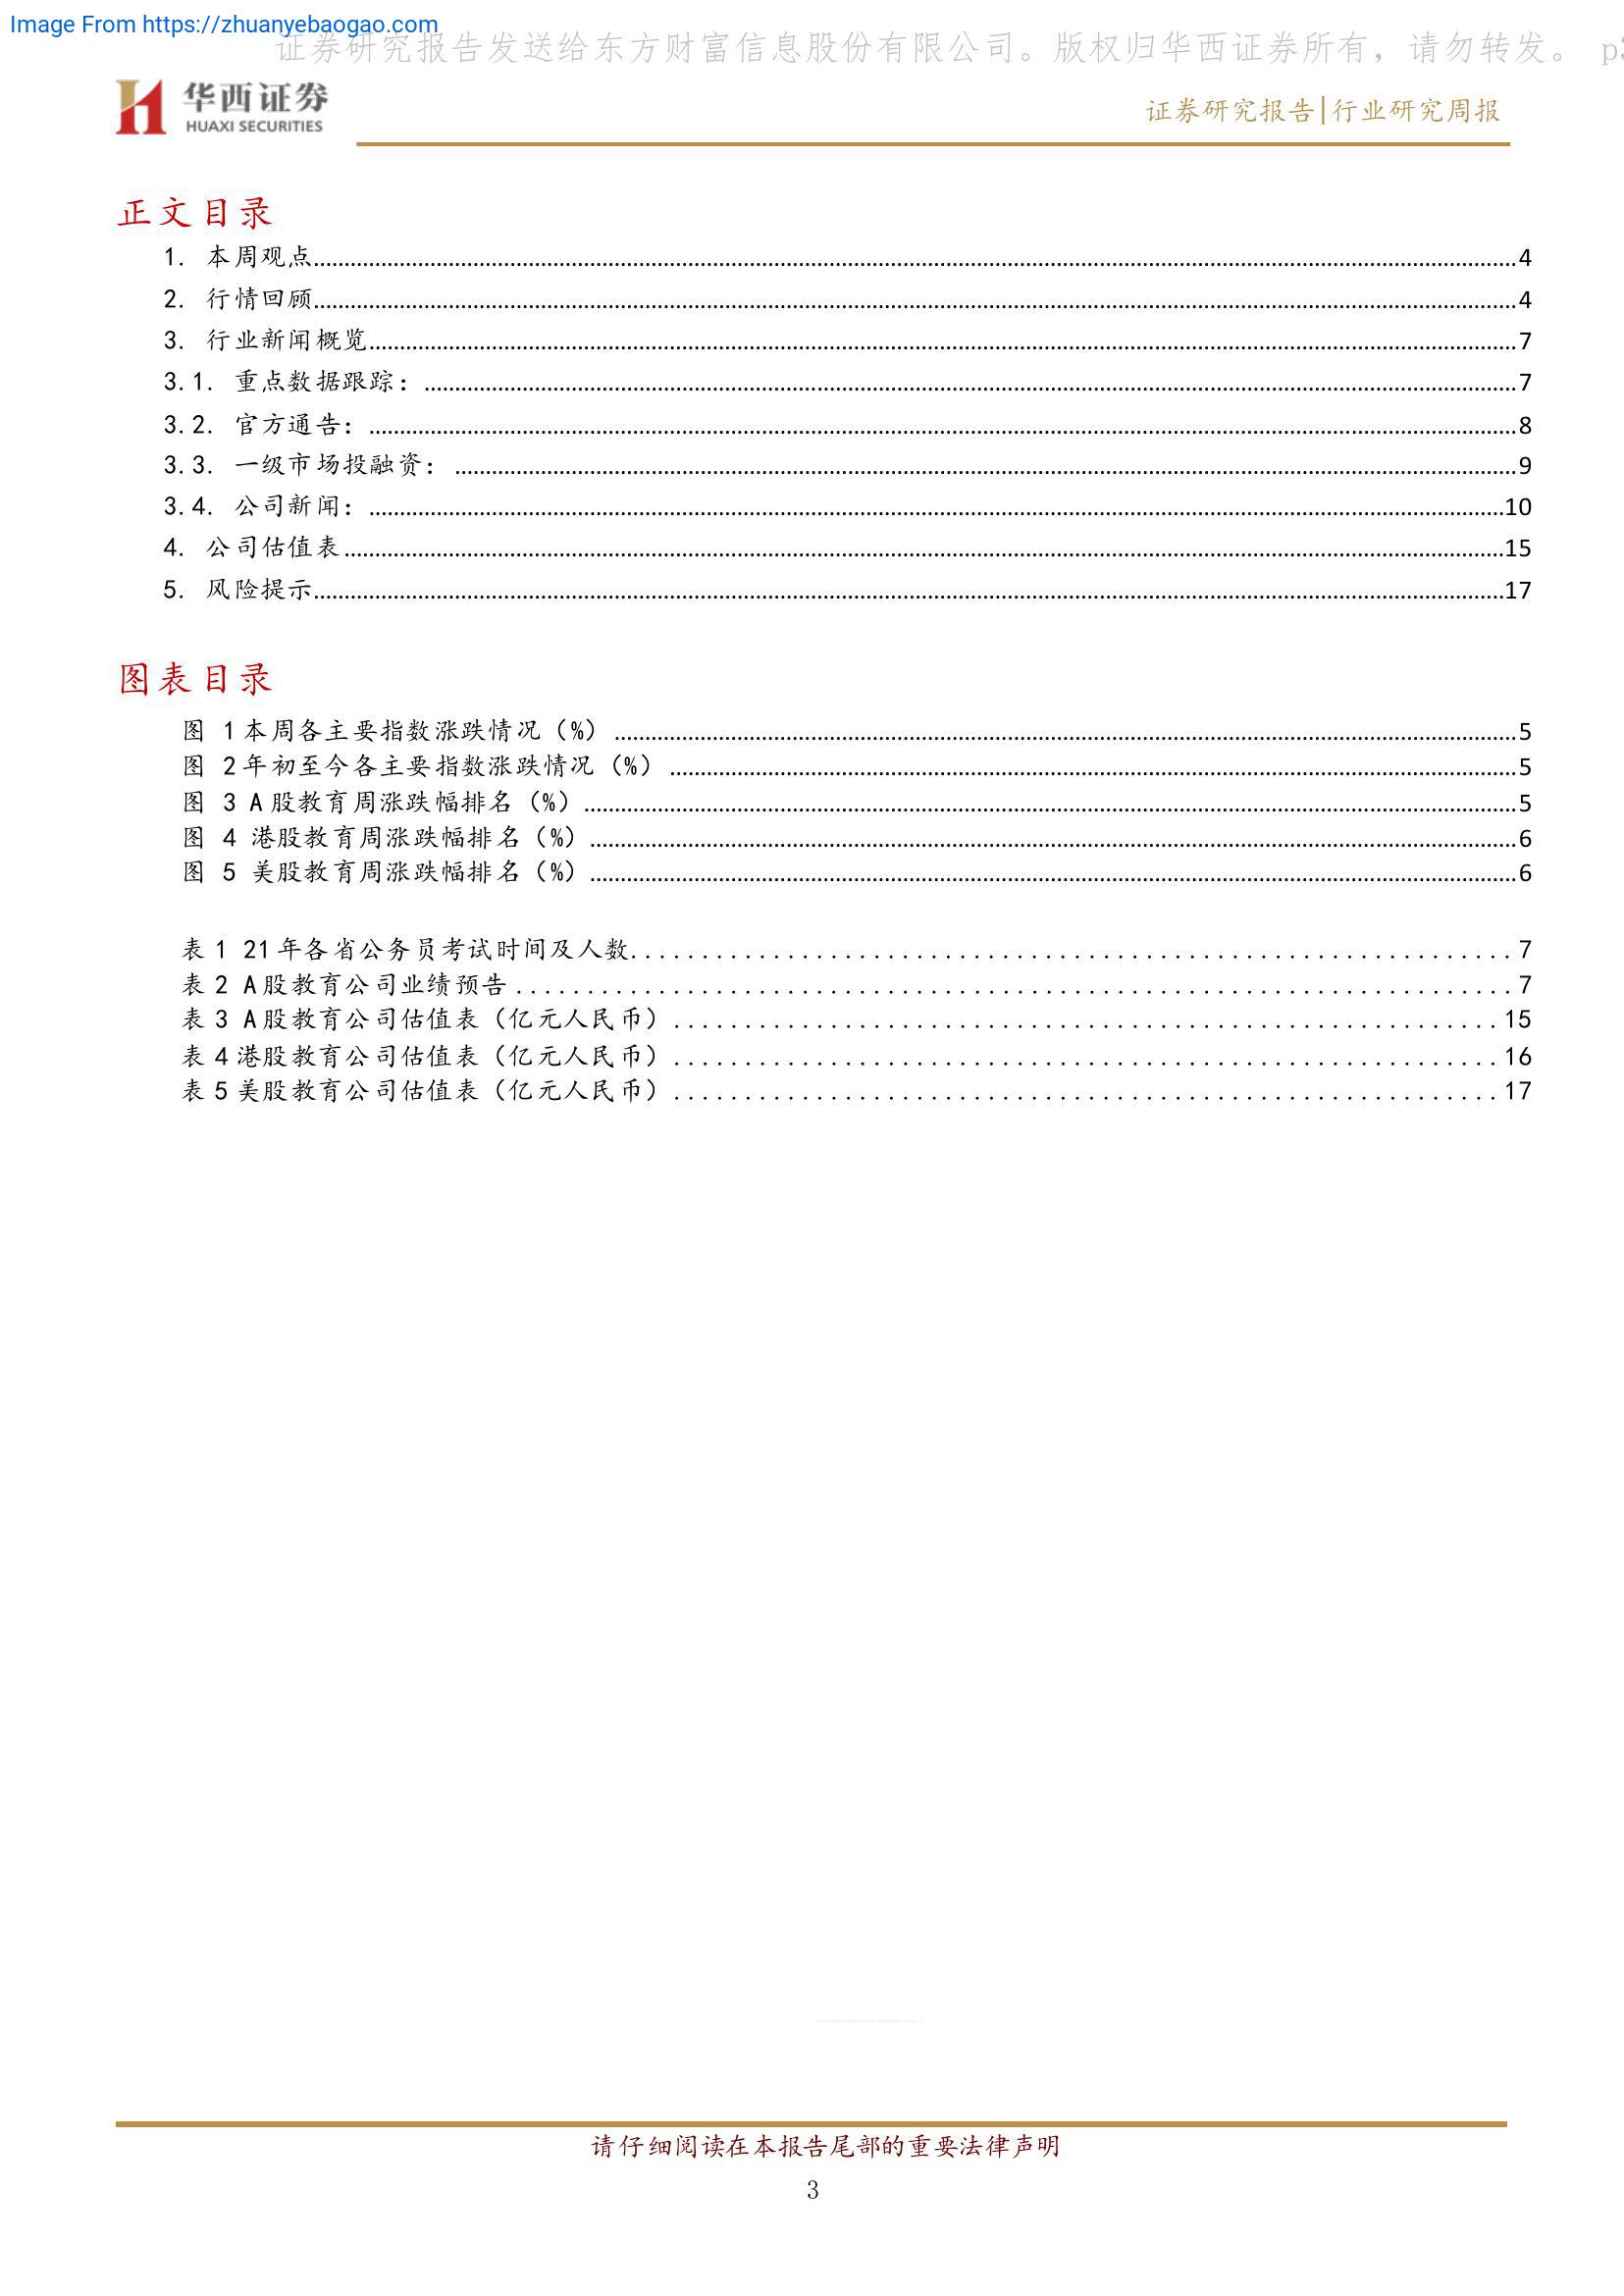 Image From https://zhuanyebaogao.com
证券研究报告发送给东方财富信息股份有限公司。版权归华西证券所有，请勿转发。 p3
华西证券
HUAXI SECURITIES
证券研究报告|行业研究周报
正文目录
1. 本周观点....................4
2. 行情回顾....................4
3. 行业新闻概览....................7
3.1. 重点数据跟踪：....................7
3.2. 官方通告：....................8
3.3. 一级市场投融资：....................9
3.4. 公司新闻：....................10
4. 公司估值表....................15
5. 风险提示....................17
图表目录
图 1本周各主要指数涨跌情况（%）....................5
图 2年初至今各主要指数涨跌情况（%）....................5
图 3 A股教育周涨跌幅排名（%）....................5
图 4 港股教育周涨跌幅排名（%）....................6
图 5 美股教育周涨跌幅排名（%）....................6
表 1 21年各省公务员考试时间及人数....................7
表 2 A股教育公司业绩预告....................7
表 3 A股教育公司估值表（亿元人民币）....................15
表 4港股教育公司估值表（亿元人民币）....................16
表 5美股教育公司估值表（亿元人民币）....................17
请仔细阅读在本报告尾部的重要法律声明
3